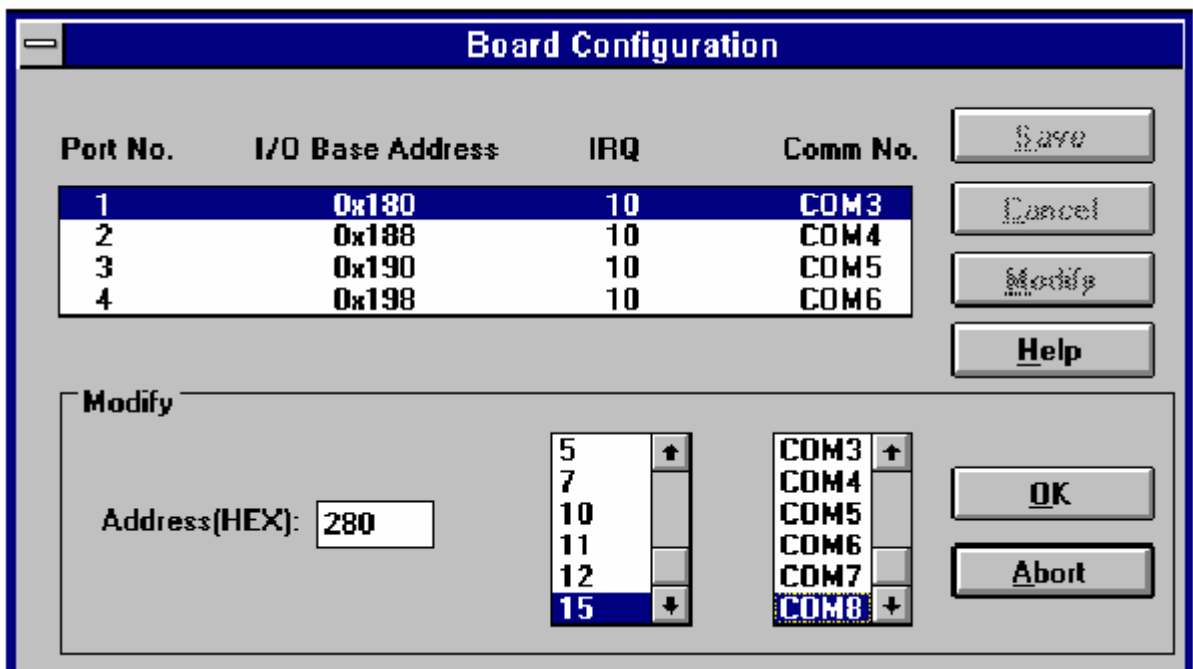 Board Configuration
Port No. I/O Base Address IRQ Comm No. Save
1 0x180 10 COM3
2 0x188 10 COM4 Cancel
3 0x190 10 COM5
4 0x198 10 COM6 Modify
Help
Modify
5 COM3
7 COM4
Address(HEX): 280 10 COM5 OK
11 COM6
12 COM7 Abort
15 COM8